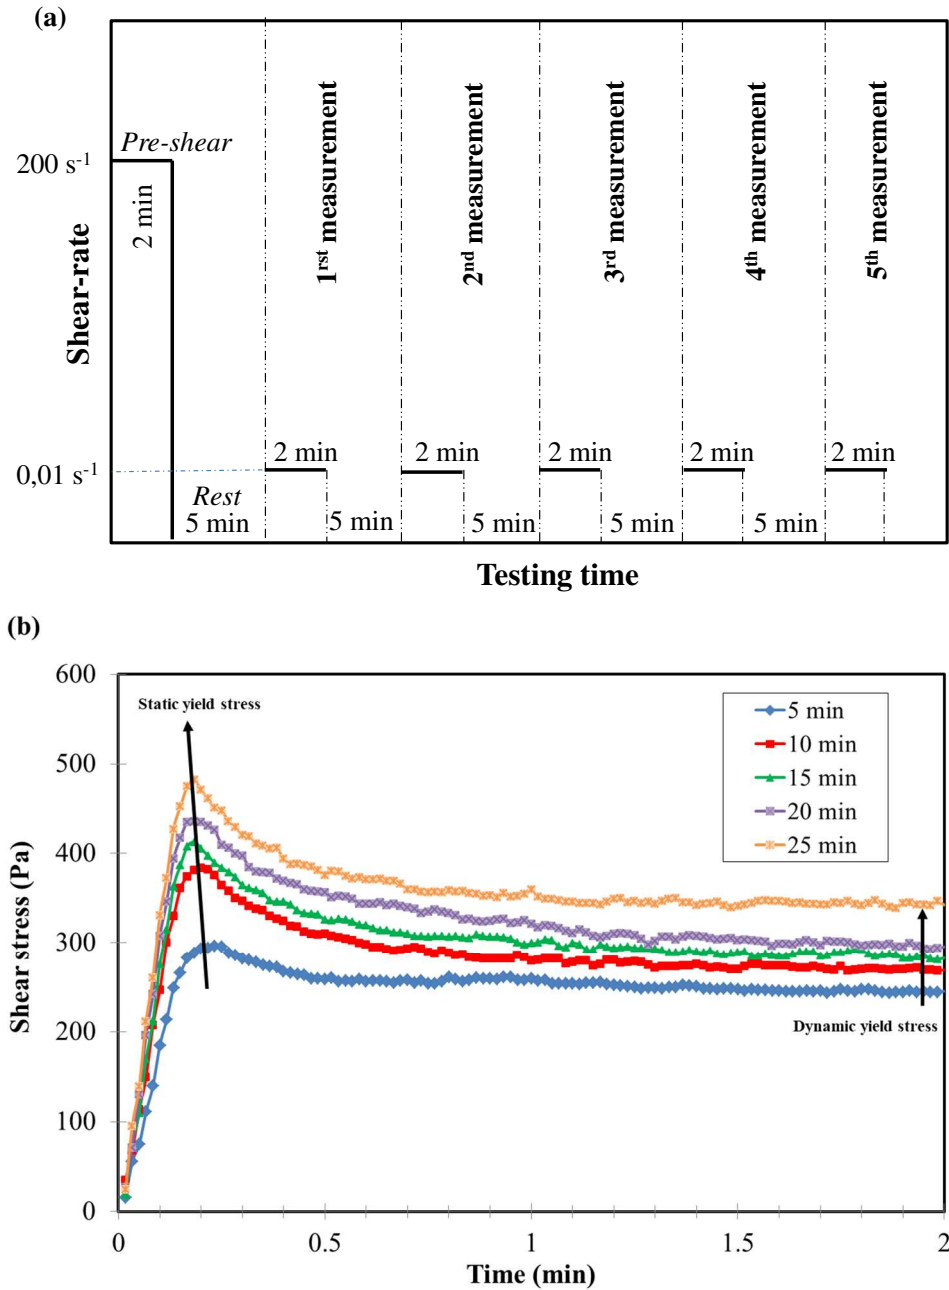 (a)
Pre-shear
200 s-1
2 min
Shear-rate
1rst measurement
2nd measurement
3rd measurement
4th measurement
5th measurement
2 min
2 min
2 min
2 min
2 min
0,01 s-1
Rest
5 min
5 min
5 min
5 min
5 min
Testing time
(b)
600
500
400
300
200
100
0
Shear stress (Pa)
Static yield stress
5 min
10 min
15 min
20 min
25 min
Dynamic yield stress
0
0.5
1
1.5
2
Time (min)